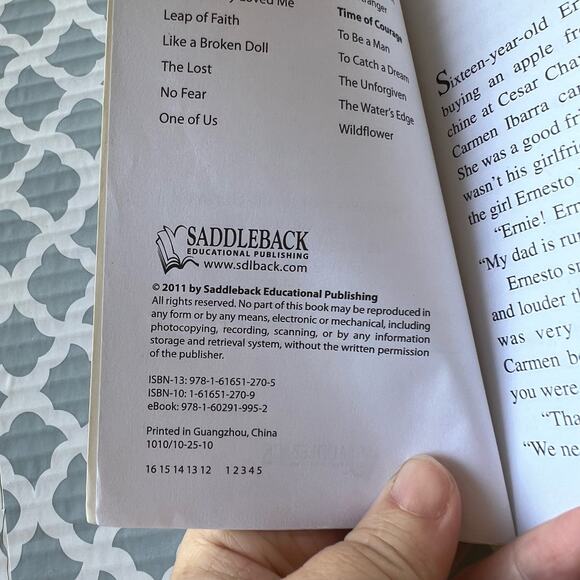 Loved Me
Leap of Faith
Like a Broken Doll
The Lost
No Fear
One of Us
Time of Courage
To Be a Man
To Catch a Dream
The Unforgiven
The Water's Edge
Wildflower
SADDLEBACK
EDUCATIONAL PUBLISHING
www.sdlback.com
© 2011 by Saddleback Educational Publishing
All rights reserved. No part of this book may be reproduced in
any form or by any means, electronic or mechanical, including
photocopying, recording, scanning, or by any information
storage and retrieval system, without the written permission
of the publisher.
ISBN-13: 978-1-61651-270-5
ISBN-10: 1-61651-270-9
eBook: 978-1-60291-995-2
Printed in Guangzhou, China
1010/10-25-10
16 15 14 13 12 1 2 3 4 5
Sixteen-year-old
buying an apple
chine at Cesar
Carmen Ibarra
She was a good
wasn't his
the girl Ernesto
"Ernie!
"My dad is
Ernesto
and louder
was very
Carmen
you were
"We